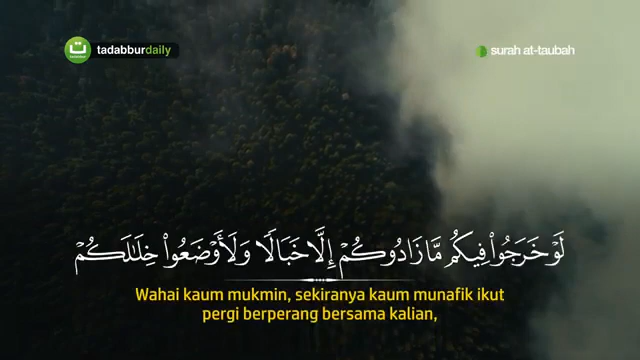 ت
tadabburdaily
surah at-taubah
لَوْ خَرَجُوا۟ فِيكُم مَّا زَادُوكُمْ إِلَّا خَبَالًا وَلَأَوْضَعُوا۟ خِلَـٰلَكُمْ
Wahai kaum mukmin, sekiranya kaum munafik ikut
pergi berperang bersama kalian,